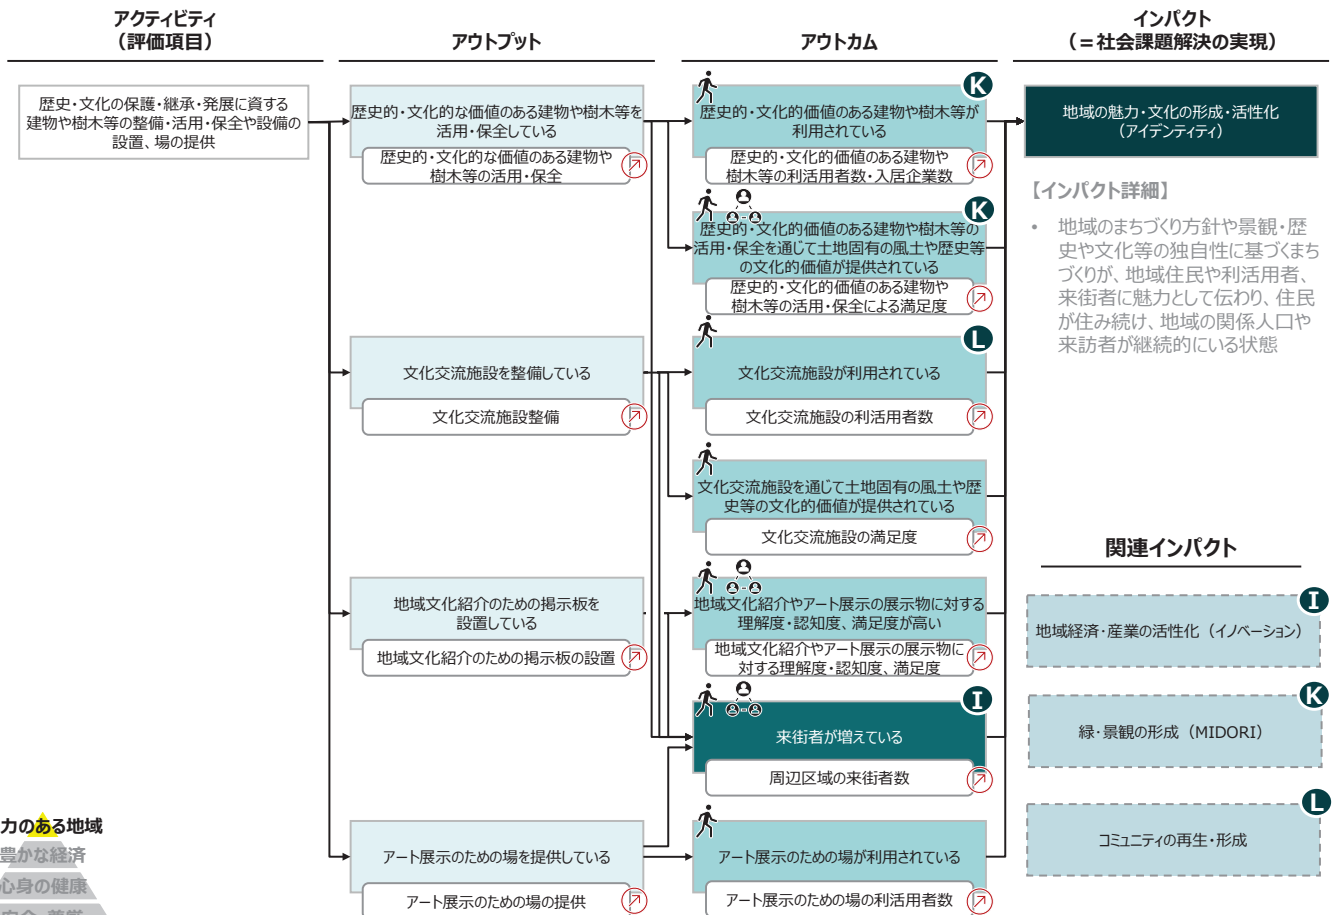 アクティビティ
（評価項目）
アウトプット
アウトカム
インパクト
（＝社会課題解決の実現）
歴史・文化の保護・継承・発展に資する
建物や樹木等の整備・活用・保全や設備の
設置、場の提供
歴史的・文化的な価値のある建物や樹木等を
活用・保全している
歴史的・文化的な価値のある建物や
樹木等の活用・保全
文化交流施設を整備している
文化交流施設整備
地域文化紹介のための掲示板を
設置している
地域文化紹介のための掲示板の設置
アート展示のための場を提供している
アート展示のための場の提供
K
歴史的・文化的価値のある建物や樹木等が
利用されている
歴史的・文化的価値のある建物や
樹木等の利活用者数・入居企業数
K
歴史的・文化的価値のある建物や樹木等の
活用・保全を通じて土地固有の風土や歴史等
の文化的価値が提供されている
歴史的・文化的価値のある建物や
樹木等の活用・保全による満足度
L
文化交流施設が利用されている
文化交流施設の利活用者数
文化交流施設を通じて土地固有の風土や歴
史等の文化的価値が提供されている
文化交流施設の満足度
地域文化紹介やアート展示の展示物に対する
理解度・認知度、満足度が高い
地域文化紹介やアート展示の展示物に
対する理解度・認知度、満足度
I
来街者が増えている
周辺区域の来街者数
アート展示のための場が利用されている
アート展示のための場の利活用者数
地域の魅力・文化の形成・活性化
（アイデンティティ）
【インパクト詳細】
• 地域のまちづくり方針や景観・歴
史や文化等の独自性に基づくまち
づくりが、地域住民や利活用者、
来街者に魅力として伝わり、住民
が住み続け、地域の関係人口や
来訪者が継続的にいる状態
関連インパクト
I
地域経済・産業の活性化（イノベーション）
K
緑・景観の形成（MIDORI）
L
コミュニティの再生・形成
力のある地域
豊かな経済
心身の健康